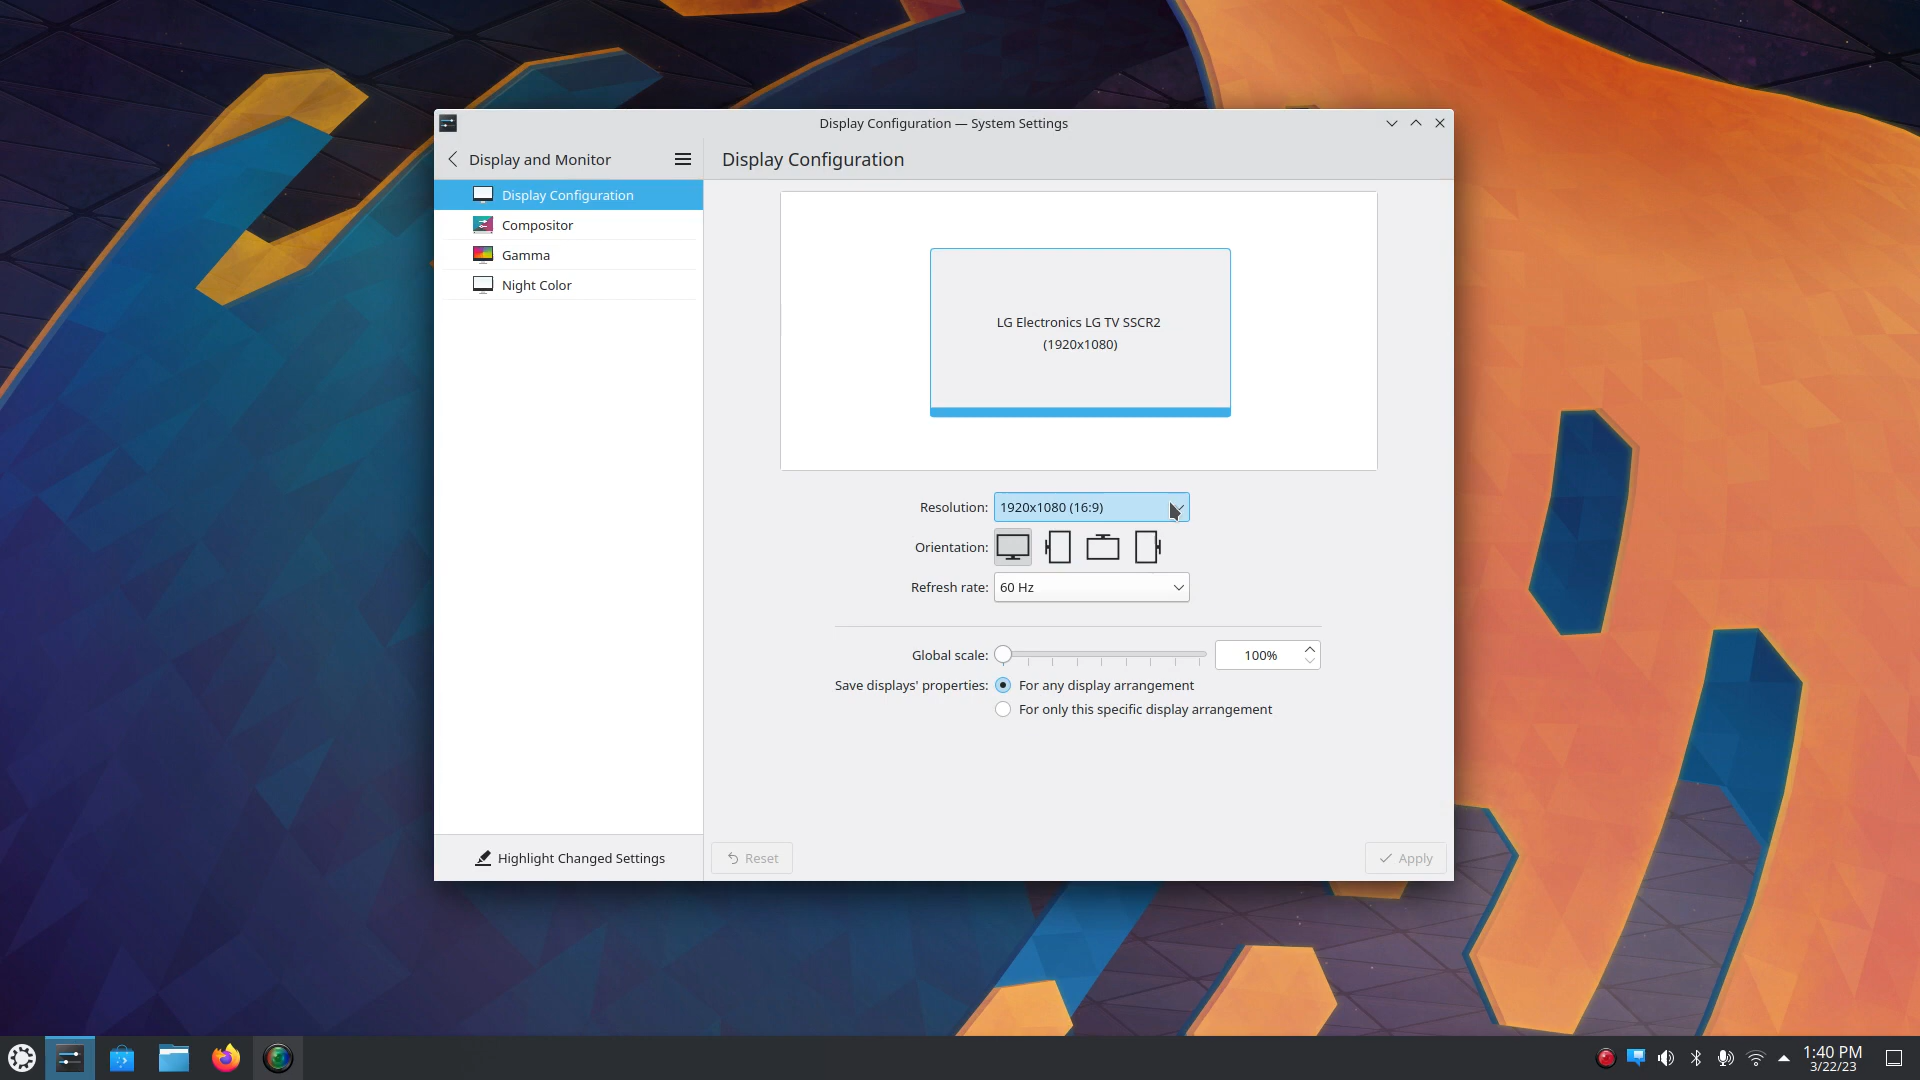 Display Configuration — System Settings
Display and Monitor
Display Configuration
Display Configuration
Compositor
Gamma
Night Color
LG Electronics LG TV SSCR2
(1920x1080)
Resolution: 1920x1080 (16:9)
Orientation:
Refresh rate: 60 Hz
Global scale: 100%
Save displays' properties: For any display arrangement
For only this specific display arrangement
Highlight Changed Settings
Reset
Apply
1:40 PM
3/22/23